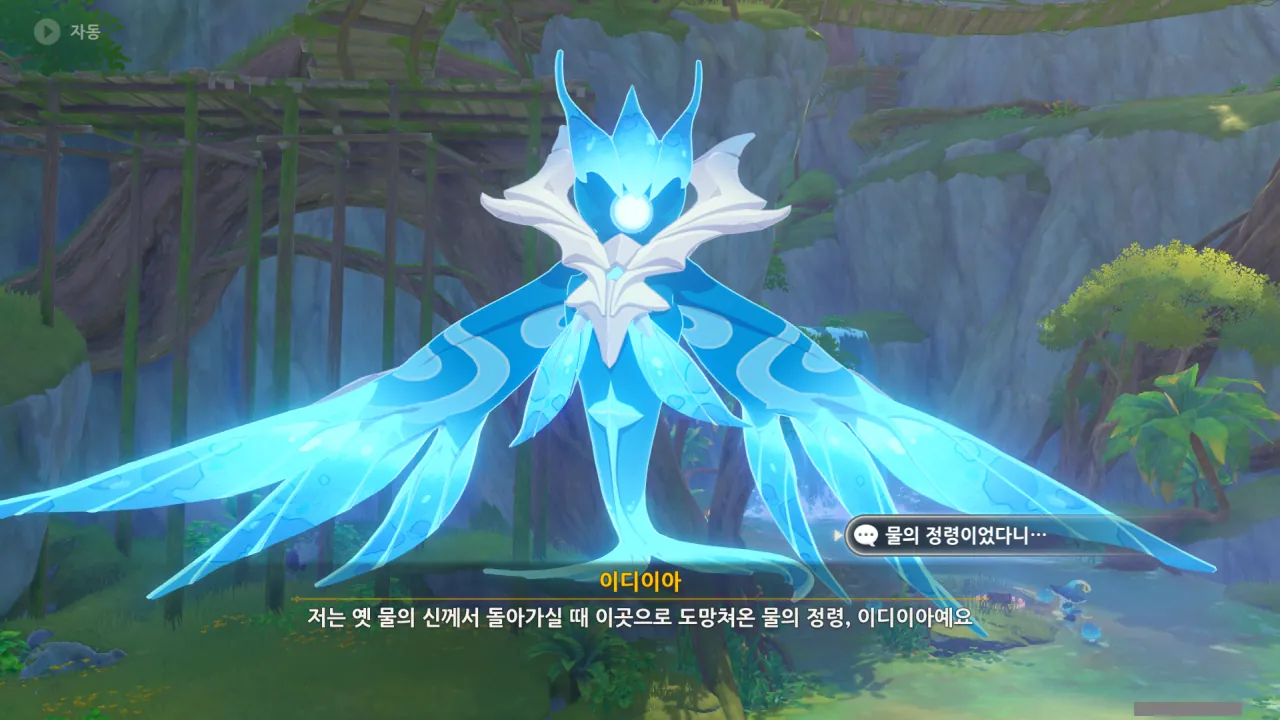 자동
물의 정령이었다니…
이디이아
저는 옛 물의 신께서 돌아가실 때 이곳으로 도망쳐온 물의 정령, 이디이아예요